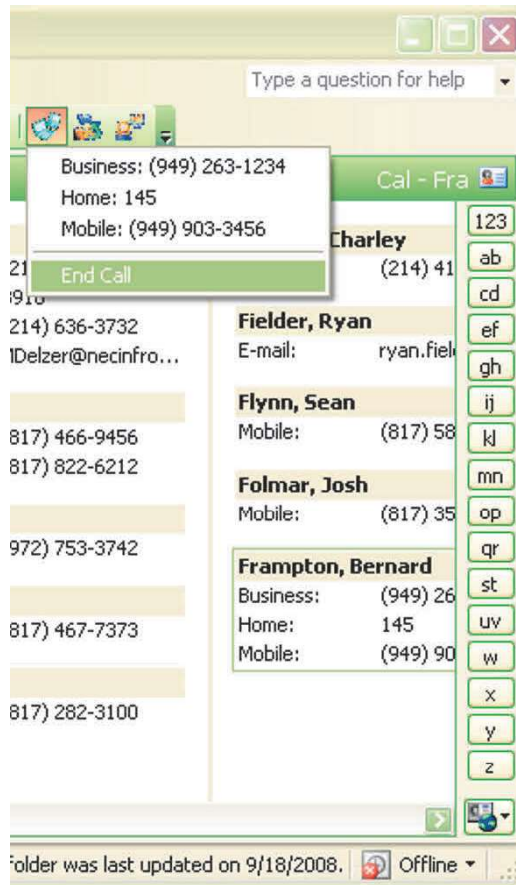 Type a question for help
Business: (949) 263-1234
Home: 145
Mobile: (949) 903-3456
End Call
Cal - Fra
Charley
(214) 41
214) 636-3732
MDelzer@necinfro...
817) 466-9456
817) 822-6212
972) 753-3742
817) 467-7373
817) 282-3100
Fielder, Ryan
E-mail: ryan.fiel
Flynn, Sean
Mobile: (817) 58
Folmar, Josh
Mobile: (817) 35
Frampton, Bernard
Business: (949) 26
Home: 145
Mobile: (949) 90
123
ab
cd
ef
gh
ij
kl
mn
op
qr
st
uv
w
x
y
z
folder was last updated on 9/18/2008.
Offline